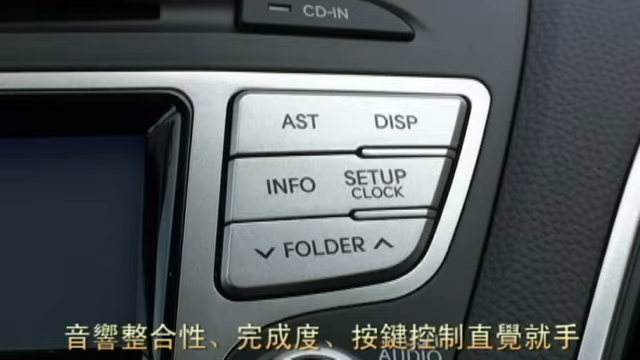 CD-IN
AST DISP
INFO SETUP
CLOCK
FOLDER
音響整合性、完成度、按鍵控制直覺就手
AUDIO